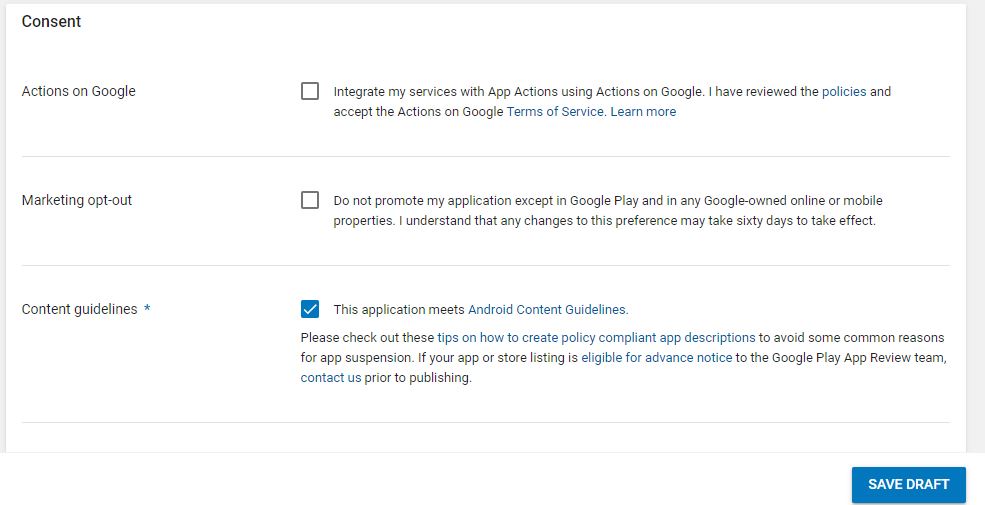 Consent
Actions on Google
Integrate my services with App Actions using Actions on Google. I have reviewed the policies and
accept the Actions on Google Terms of Service. Learn more
Marketing opt-out
Do not promote my application except in Google Play and in any Google-owned online or mobile
properties. I understand that any changes to this preference may take sixty days to take effect.
Content guidelines *
This application meets Android Content Guidelines.
Please check out these tips on how to create policy compliant app descriptions to avoid some common reasons
for app suspension. If your app or store listing is eligible for advance notice to the Google Play App Review team,
contact us prior to publishing.
SAVE DRAFT